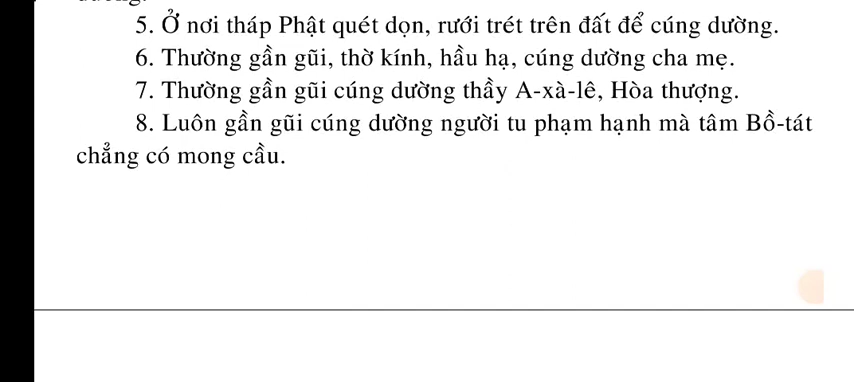 5. Ở nơi tháp Phật quét dọn, rưới trét trên đất để cúng dường.
6. Thường gần gũi, thờ kính, hầu hạ, cúng dường cha mẹ.
7. Thường gần gũi cúng dường thầy A-xà-lê, Hòa thượng.
8. Luôn gần gũi cúng dường người tu phạm hạnh mà tâm Bồ-tát
chẳng có mong cầu.